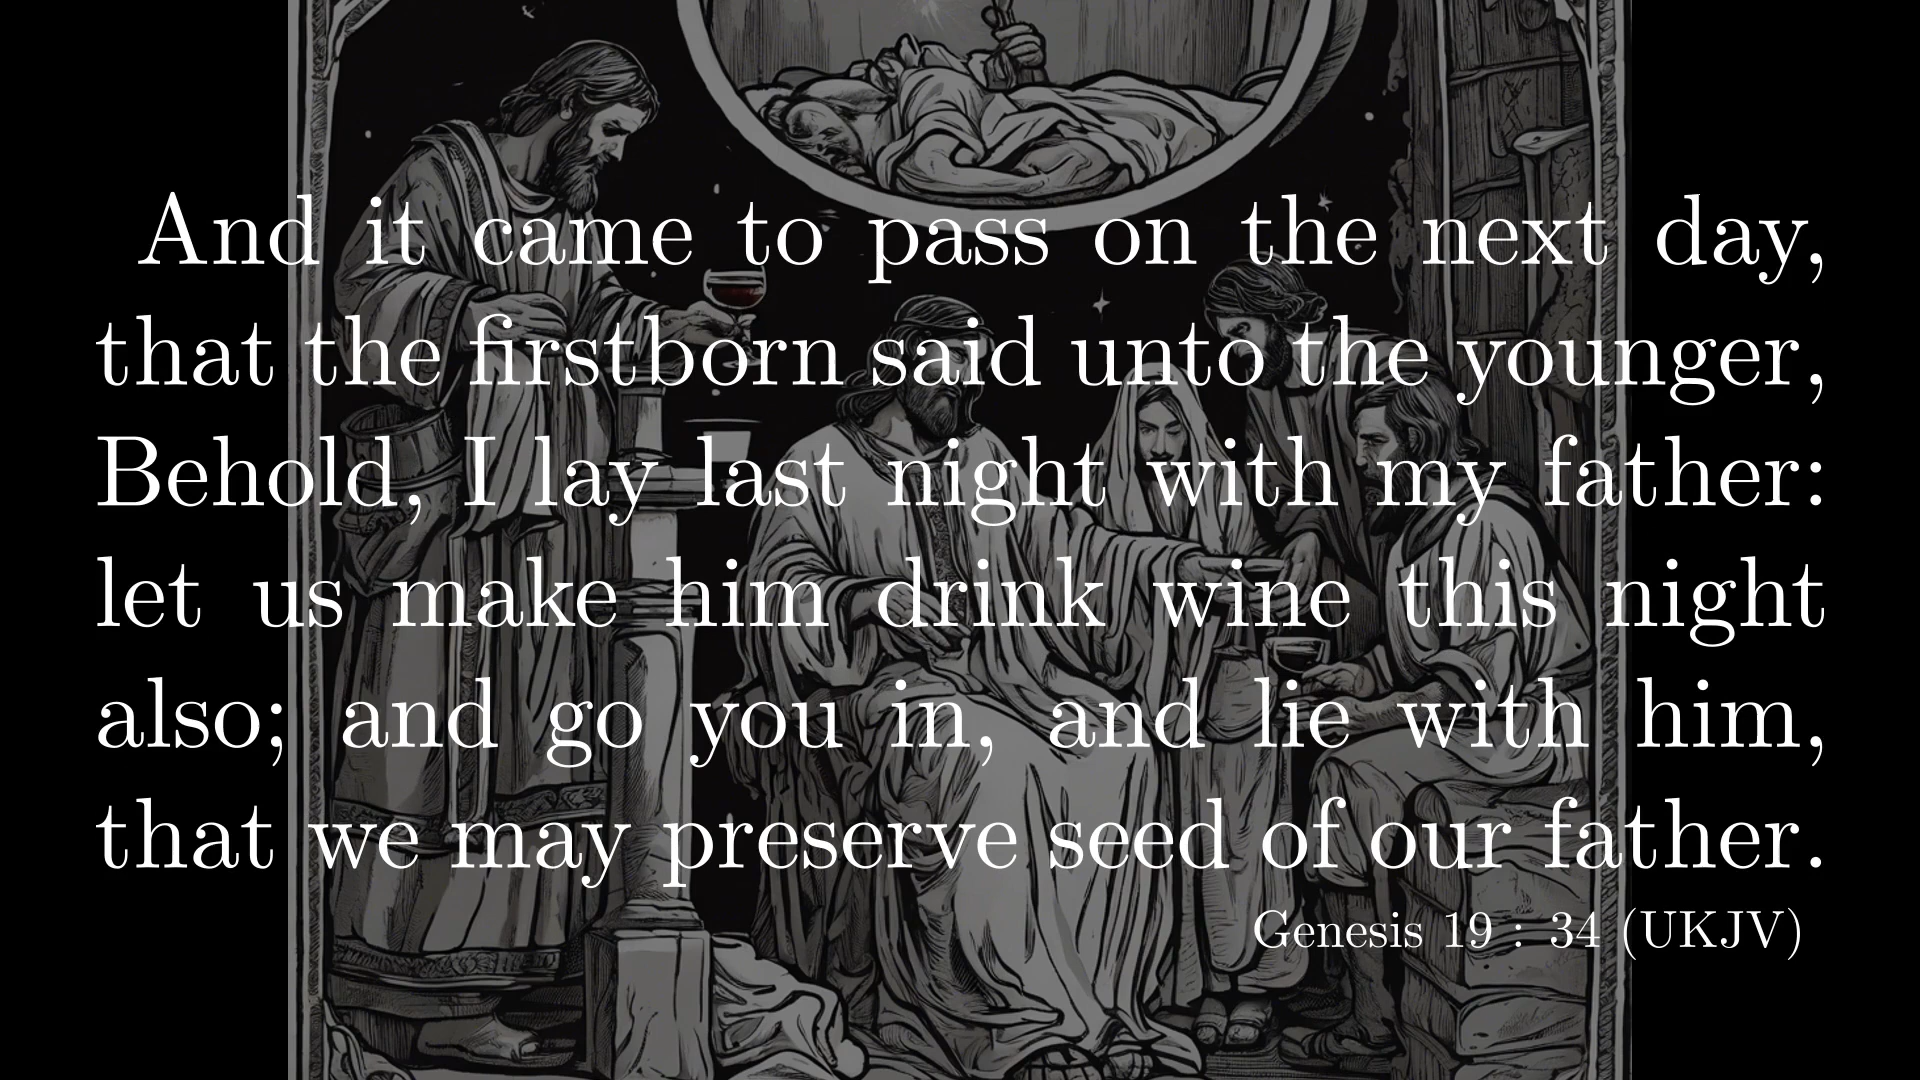 And it came to pass on the next day,
that the firstborn said unto the younger,
Behold, I lay last night with my father:
let us make him drink wine this night
also; and go you in, and lie with him,
that we may preserve seed of our father.
Genesis 19 : 34 (UKJV)